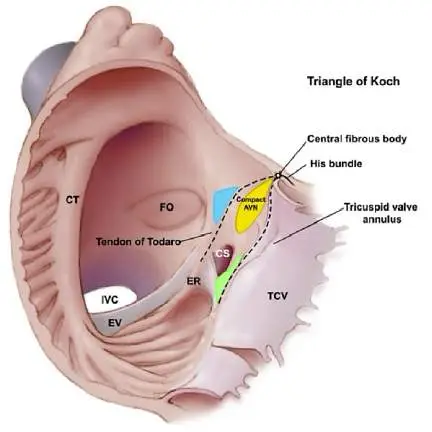 Triangle of Koch
Central fibrous body
His bundle
Compact
AVN
CT
FO
Tricuspid valve
annulus
Tendon of Todaro
CS
ER
IVC
TCV
EV